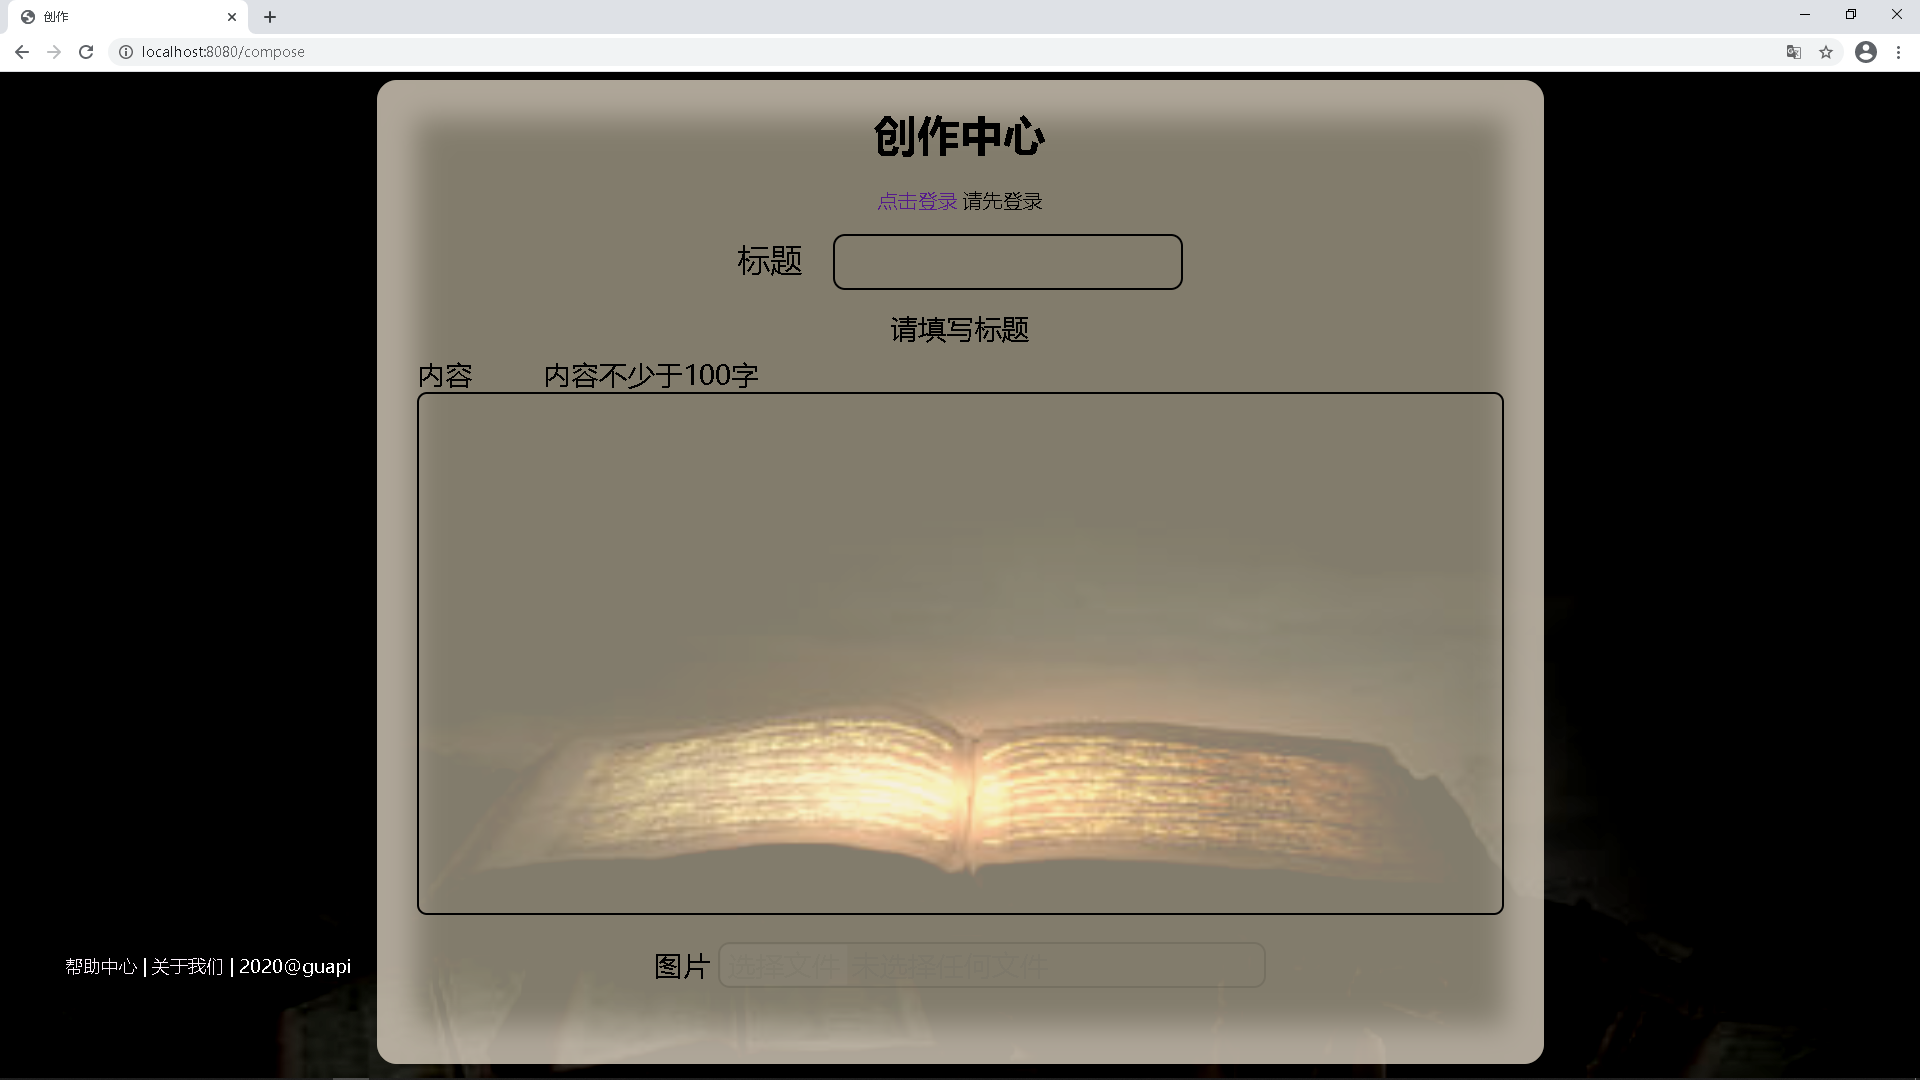 创作
localhost:8080/compose
创作中心
点击登录 请先登录
标题
请填写标题
内容 内容不少于100字
图片 选择文件 未选择任何文件
帮助中心 | 关于我们 | 2020@guapi